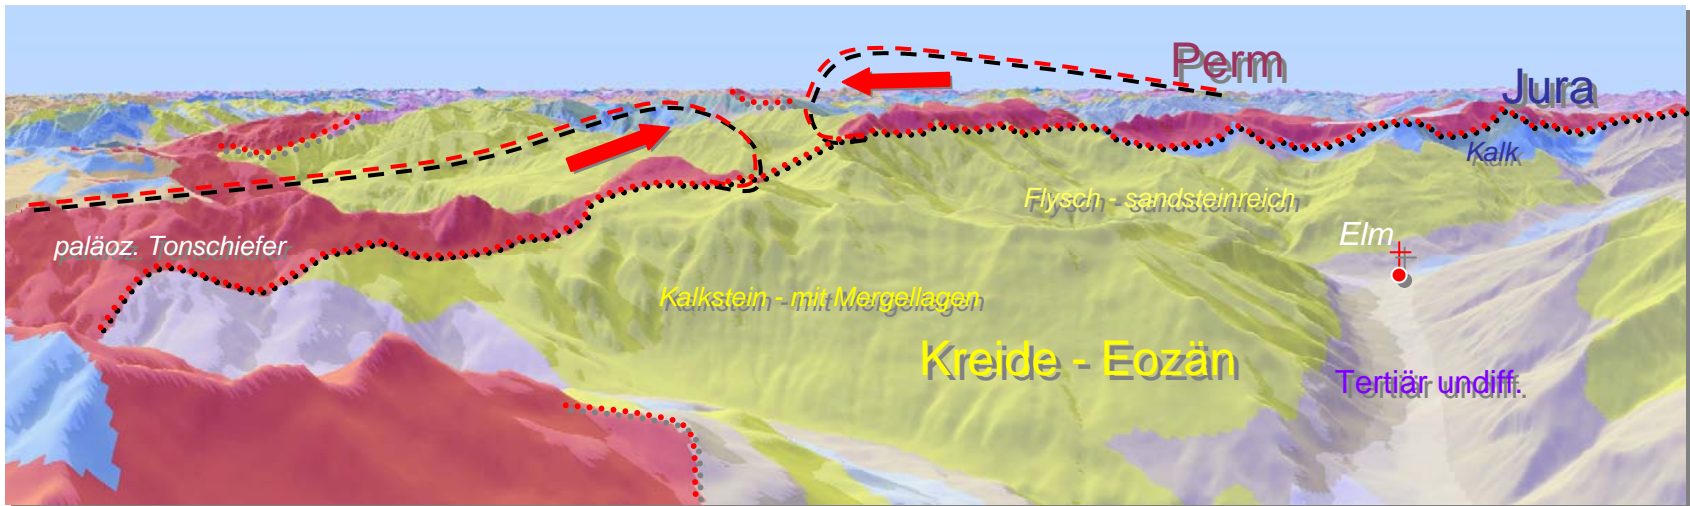 Perm
Jura
Kalk
Flysch - sandsteinreich
Elm
paläoz. Tonschiefer
Kalkstein - mit Mergellagen
Kreide - Eozän
Tertiär undiff.